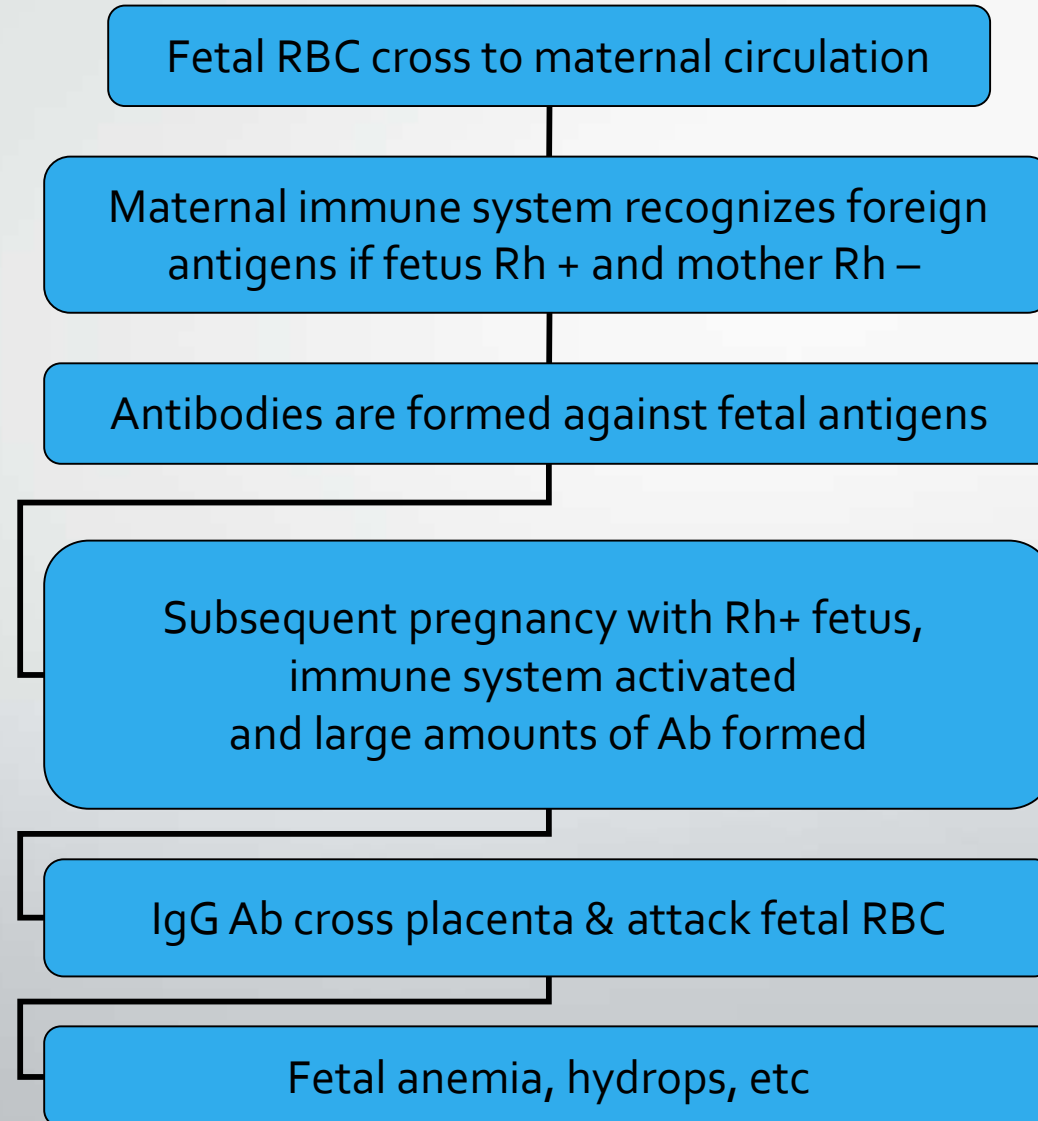 Fetal RBC cross to maternal circulation
Maternal immune system recognizes foreign
antigens if fetus Rh + and mother Rh –
Antibodies are formed against fetal antigens
Subsequent pregnancy with Rh+ fetus,
immune system activated
and large amounts of Ab formed
IgG Ab cross placenta & attack fetal RBC
Fetal anemia, hydrops, etc